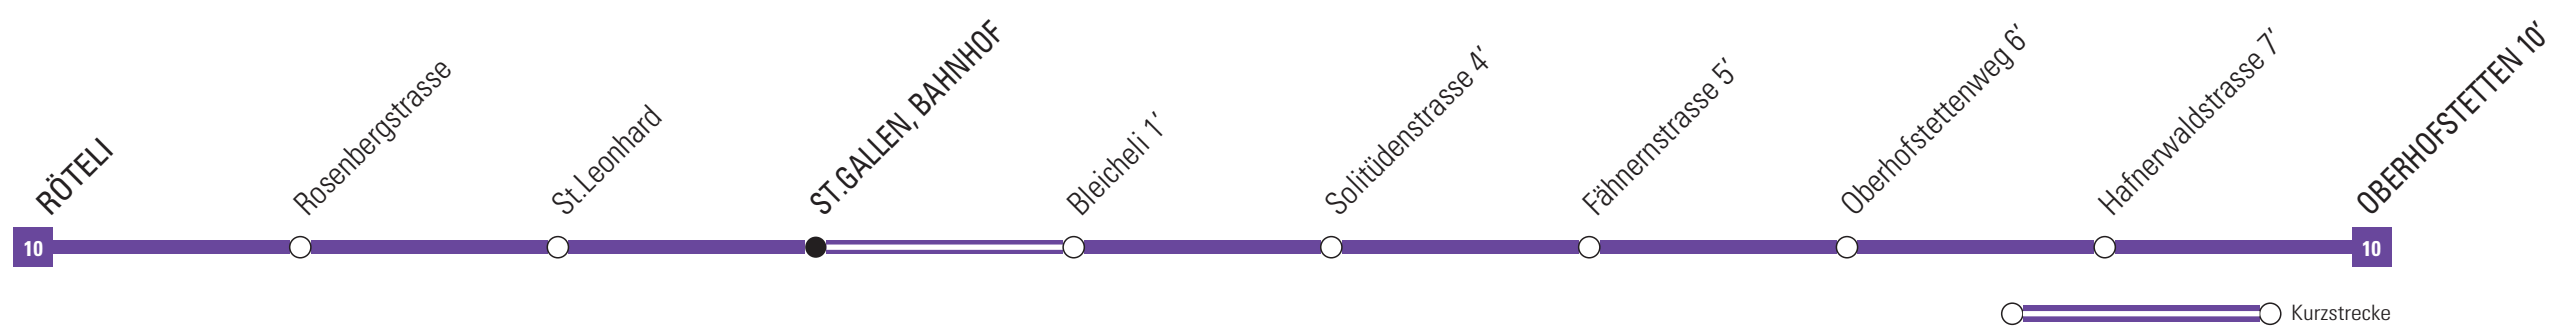 RÖTELI
Rosenbergstrasse
St.Leonhard
ST.GALLEN, BAHNHOF
Bleicheli 1’
Solitüdenstrasse 4’
Fähnernstrasse 5’
Oberhofstettenweg 6’
Hafnerwaldstrasse 7’
OBERHOFSTETTEN 10’
10
10
Kurzstrecke